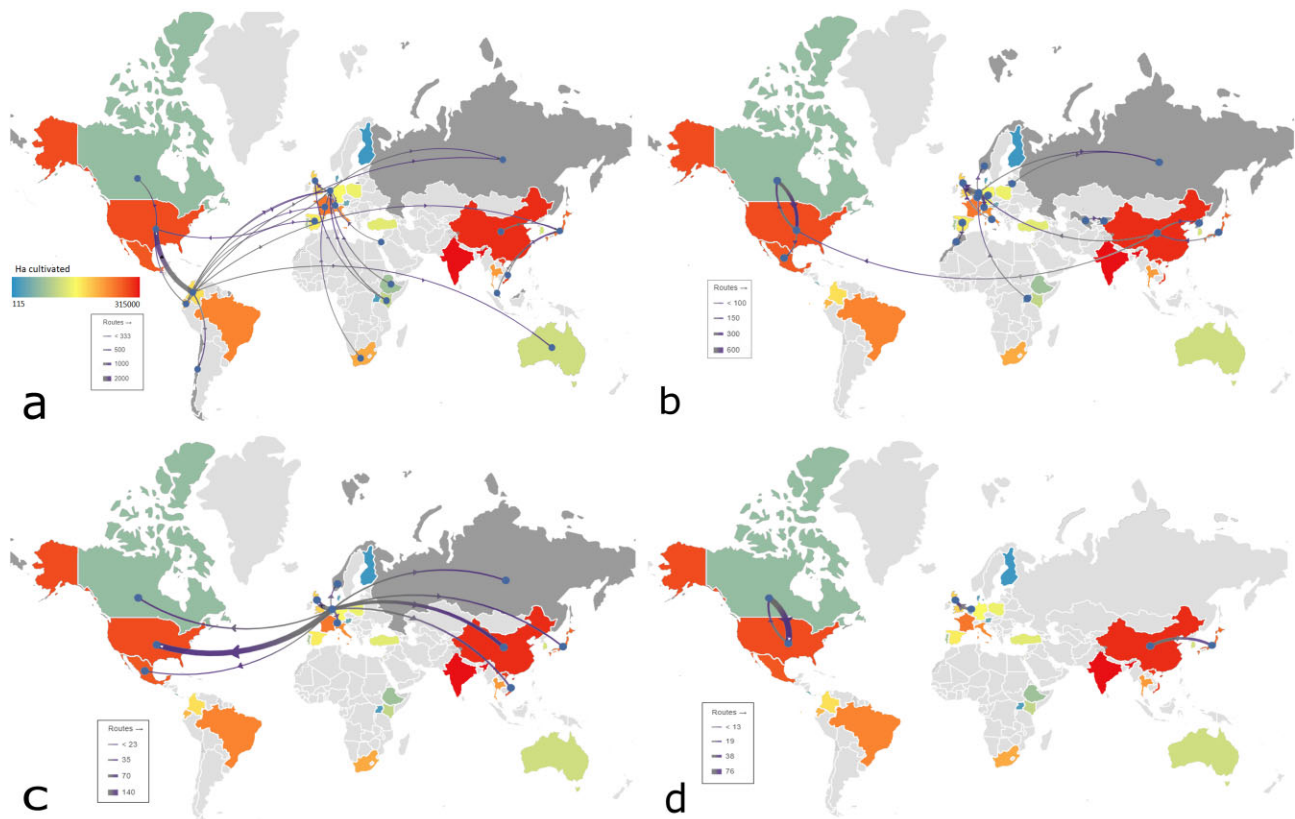 Ha cultivated
115 315000
Routes →
< 333
500
1000
2000
a
Routes →
< 100
150
300
600
b
Routes →
< 23
35
70
140
c
Routes →
< 13
19
38
76
d